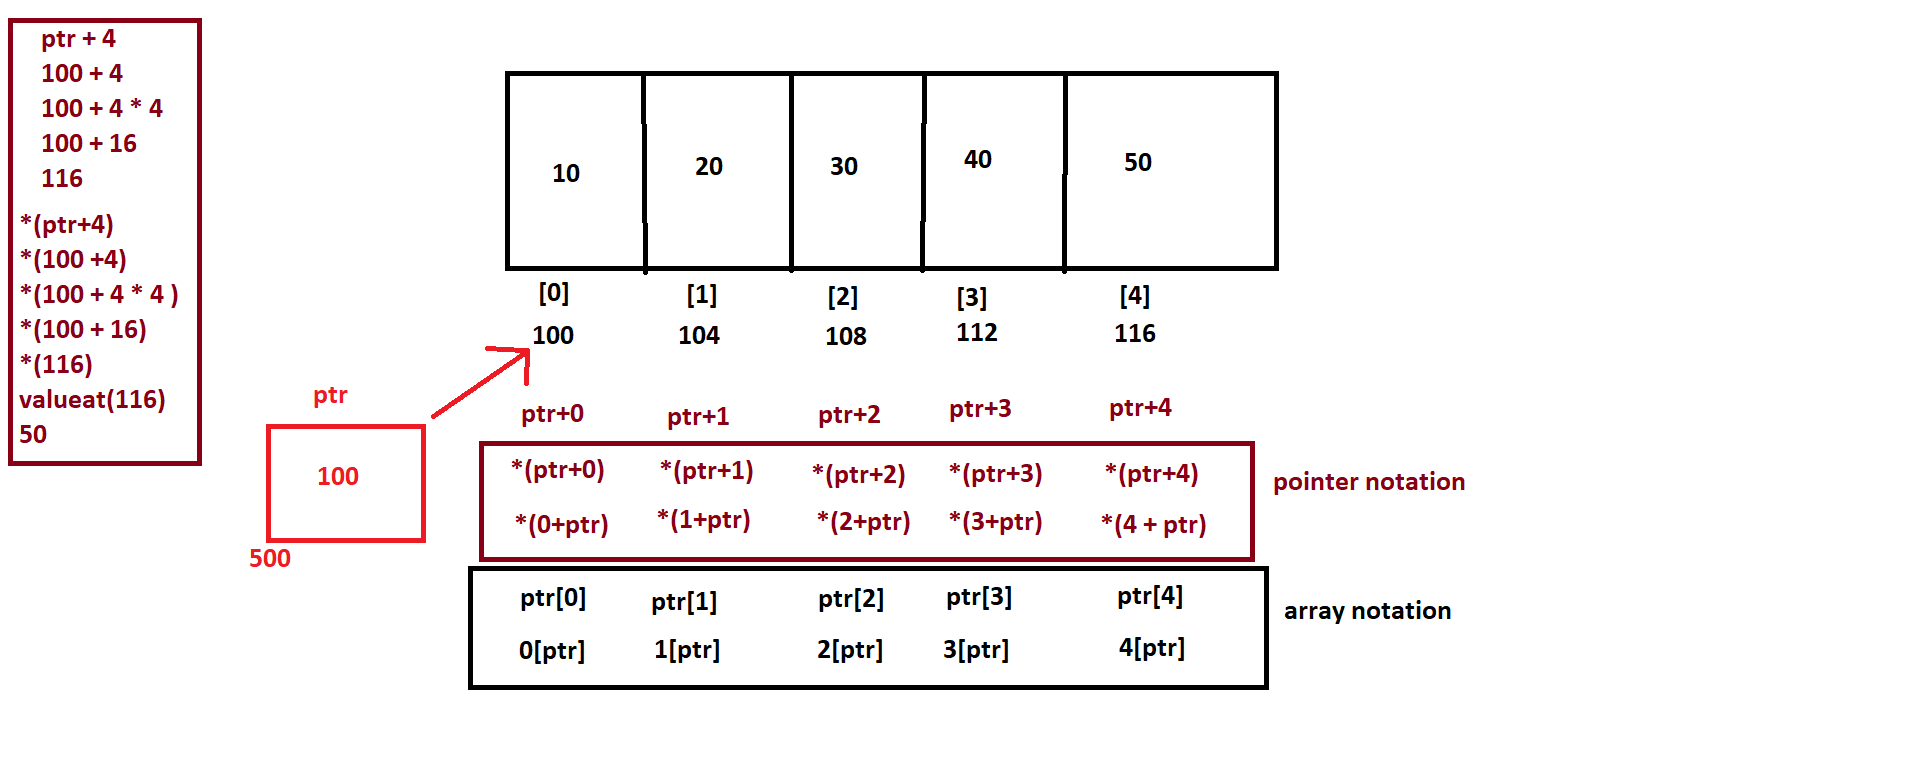 ptr + 4
100 + 4
100 + 4 * 4
100 + 16
116
*(ptr+4)
*(100 +4)
*(100 + 4 * 4 )
*(100 + 16)
*(116)
valueat(116)
50
10 20 30 40 50
[0] [1] [2] [3] [4]
100 104 108 112 116
ptr
100
500
ptr+0 ptr+1 ptr+2 ptr+3 ptr+4
*(ptr+0) *(ptr+1) *(ptr+2) *(ptr+3) *(ptr+4)
*(0+ptr) *(1+ptr) *(2+ptr) *(3+ptr) *(4 + ptr)
pointer notation
ptr[0] ptr[1] ptr[2] ptr[3] ptr[4]
0[ptr] 1[ptr] 2[ptr] 3[ptr] 4[ptr]
array notation